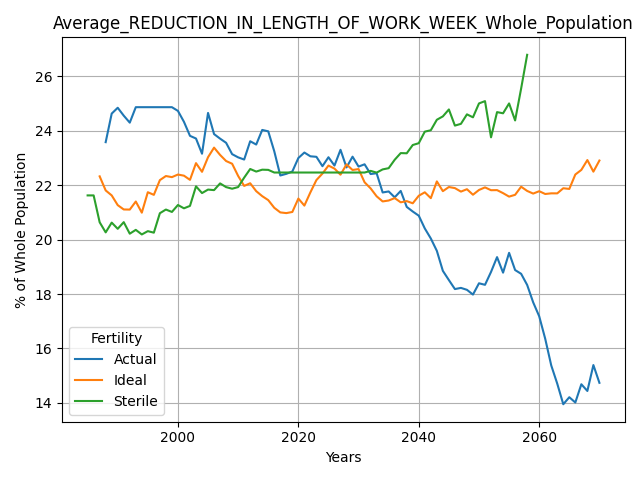 Average_REDUCTION_IN_LENGTH_OF_WORK_WEEK_Whole_Population
% of Whole Population
26
24
22
20
18
16
14
Fertility
Actual
Ideal
Sterile
2000 2020 2040 2060
Years